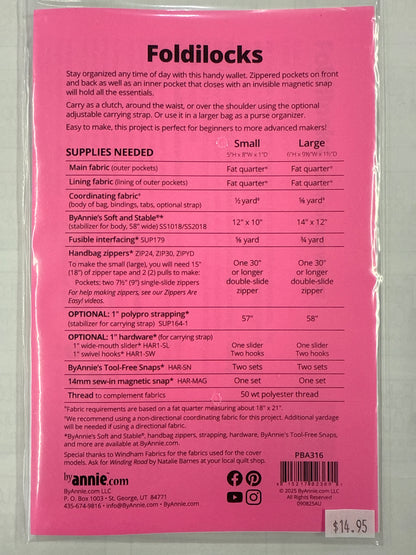 Foldilocks
Stay organized any time of day with this handy wallet. Zippered pockets on front
and back as well as an inner pocket that closes with an invisible magnetic snap
will hold all the essentials.
Carry as a clutch, around the waist, or over the shoulder using the optional
adjustable carrying strap. Or use it in a larger bag as a purse organizer.
Easy to make, this project is perfect for beginners to more advanced makers!
SUPPLIES NEEDED Small Large
5"H x 8"W x 1"D 6"H x 9½"W x 1½"D
Main fabric (outer pockets) Fat quarter° Fat quarter°
Lining fabric (lining of outer pockets) Fat quarter° Fat quarter°
Coordinating fabric†
(body of bag, bindings, tabs, optional strap) ½ yard°
ByAnnie's Soft and Stable®*
(stabilizer for body, 58" wide) SS1018/SS2018 12" x 10" 14" x 12"
Fusible interfacing* SUP179 ¾ yard
Handbag zippers* ZIP24, ZIP30, ZIPYD One 30" One 30"
To make the small (large), you will need 15" or longer or longer
(18") of zipper tape and 2 (2) pulls to make: double-slide double-slide
Pockets: two 7½" (9") single-slide zippers zipper zipper
For help making zippers, see our Zippers Are
Easy! videos.
OPTIONAL: 1" polypro strapping*
(stabilizer for carrying strap) SUP164-1 57" 58"
OPTIONAL: 1" hardware* (for carrying strap)
1" wide-mouth slider* HAR1-SL One slider One slider
1" swivel hooks* HAR1-SW Two hooks Two hooks
ByAnnie's Tool-Free Snaps* HAR-SN Two sets Two sets
14mm sew-in magnetic snap* HAR-MAG One set One set
Thread to complement fabrics 50 wt polyester thread
°Fabric requirements are based on a fat quarter measuring about 18" x 21".
†We recommend using a non-directional coordinating fabric for this project. Additional yardage
will be needed if using a directional fabric.
*ByAnnie's Soft and Stable®, handbag zippers, strapping, hardware, ByAnnie's Tool-Free Snaps,
and more are available at ByAnnie.com.
Special thanks to Windham Fabrics for the fabrics used for the cover
models. Ask for Winding Road by Natalie Barnes at your local quilt shop.
PBA316
by annie.com
ByAnnie.com LLC
P. O. Box 1003 • St. George, UT 84771
435-674-9816 • info@ByAnnie.com • ByAnnie.com
© 2025 ByAnnie.com LLC
All Rights Reserved
090825AU
$14.95